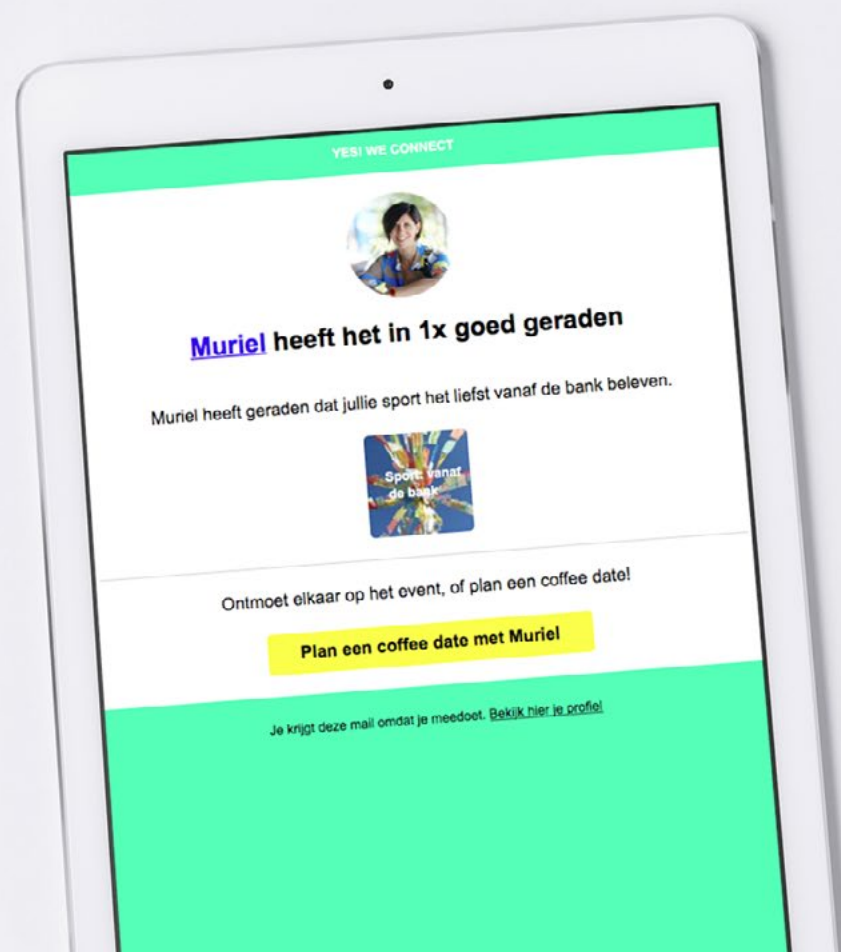 YES! WE CONNECT
Muriel heeft het in 1x goed geraden
Muriel heeft geraden dat jullie sport het liefst vanaf de bank beleven.
Sport: vanaf
de bank
Ontmoet elkaar op het event, of plan een coffee date!
Plan een coffee date met Muriel
Je krijgt deze mail omdat je meedoet. Bekijk hier je profiel